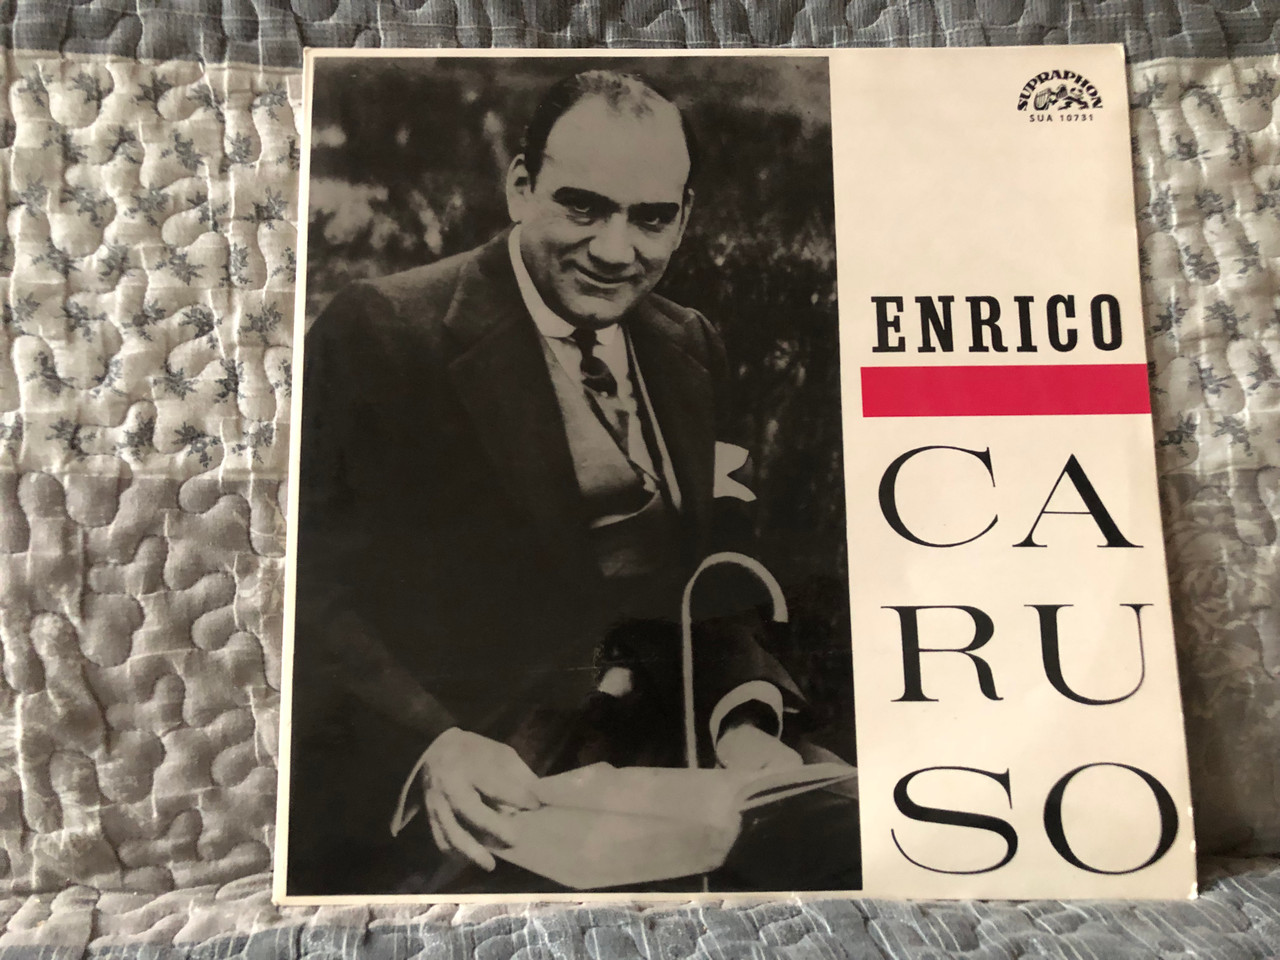 SUPRAPHON
SUA 10731
ENRICO
CA
RU
SO